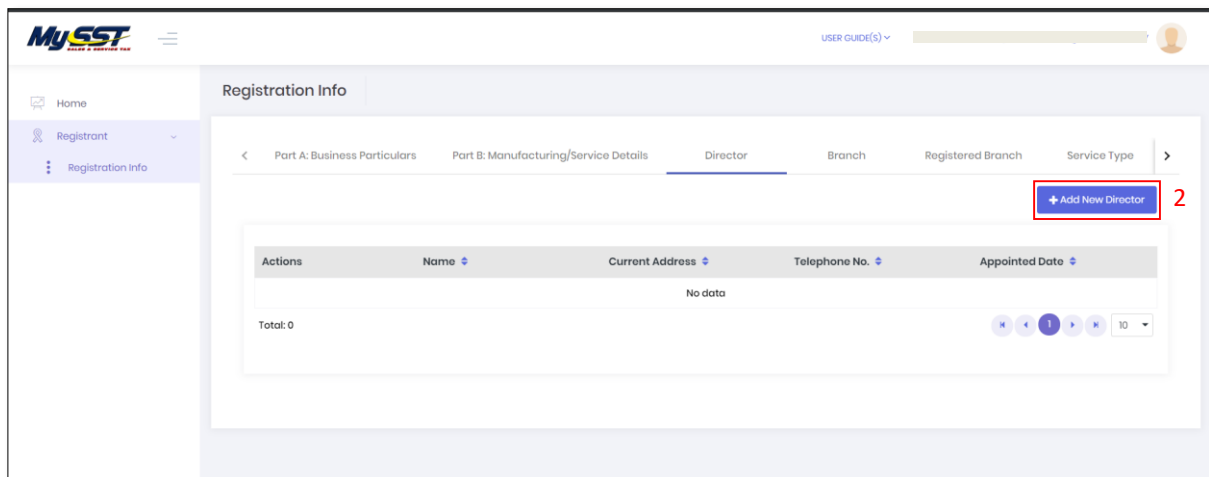 MySST
SALES & SERVICE TAX
USER GUIDE(S)
Home
Registrant
Registration Info
Registration Info
Part A: Business Particulars Part B: Manufacturing/Service Details Director Branch Registered Branch Service Type
+ Add New Director 2
Actions Name Current Address Telephone No. Appointed Date
No data
Total: 0 1 10